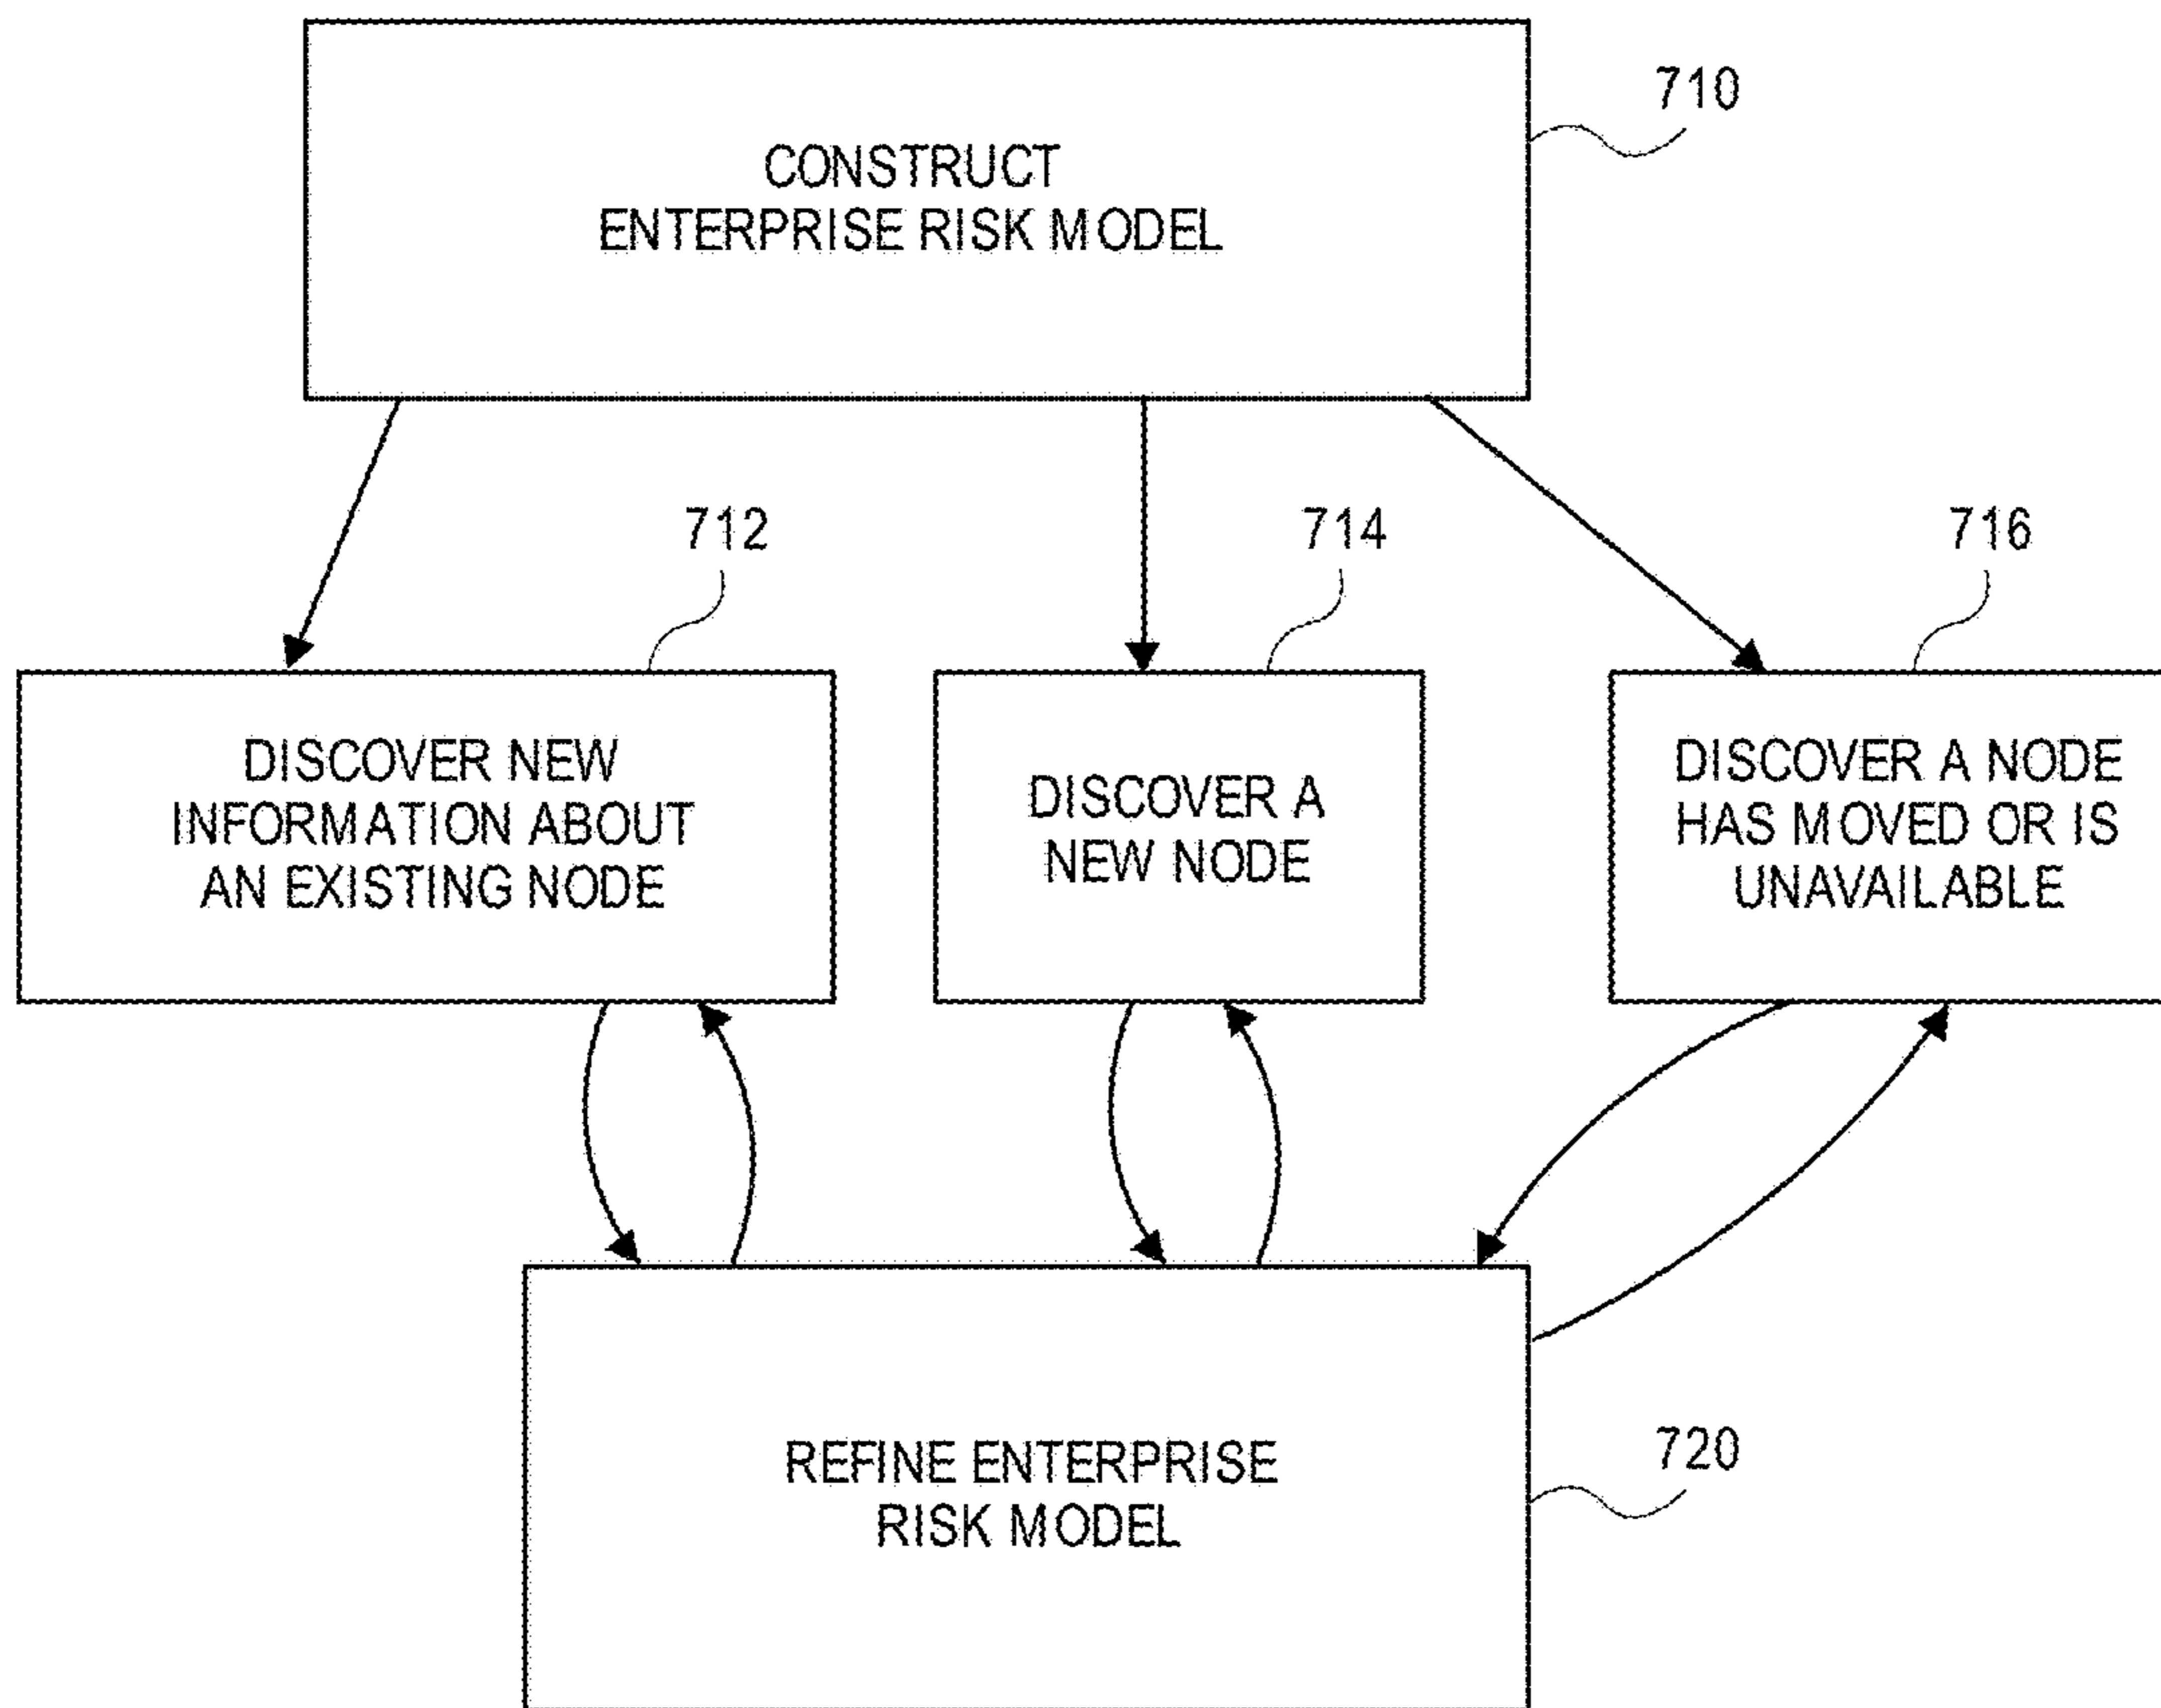 710
CONSTRUCT
ENTERPRISE RISK MODEL
712
714
716
DISCOVER NEW
INFORMATION ABOUT
AN EXISTING NODE
DISCOVER A
NEW NODE
DISCOVER A NODE
HAS MOVED OR IS
UNAVAILABLE
REFINE ENTERPRISE
RISK MODEL
720